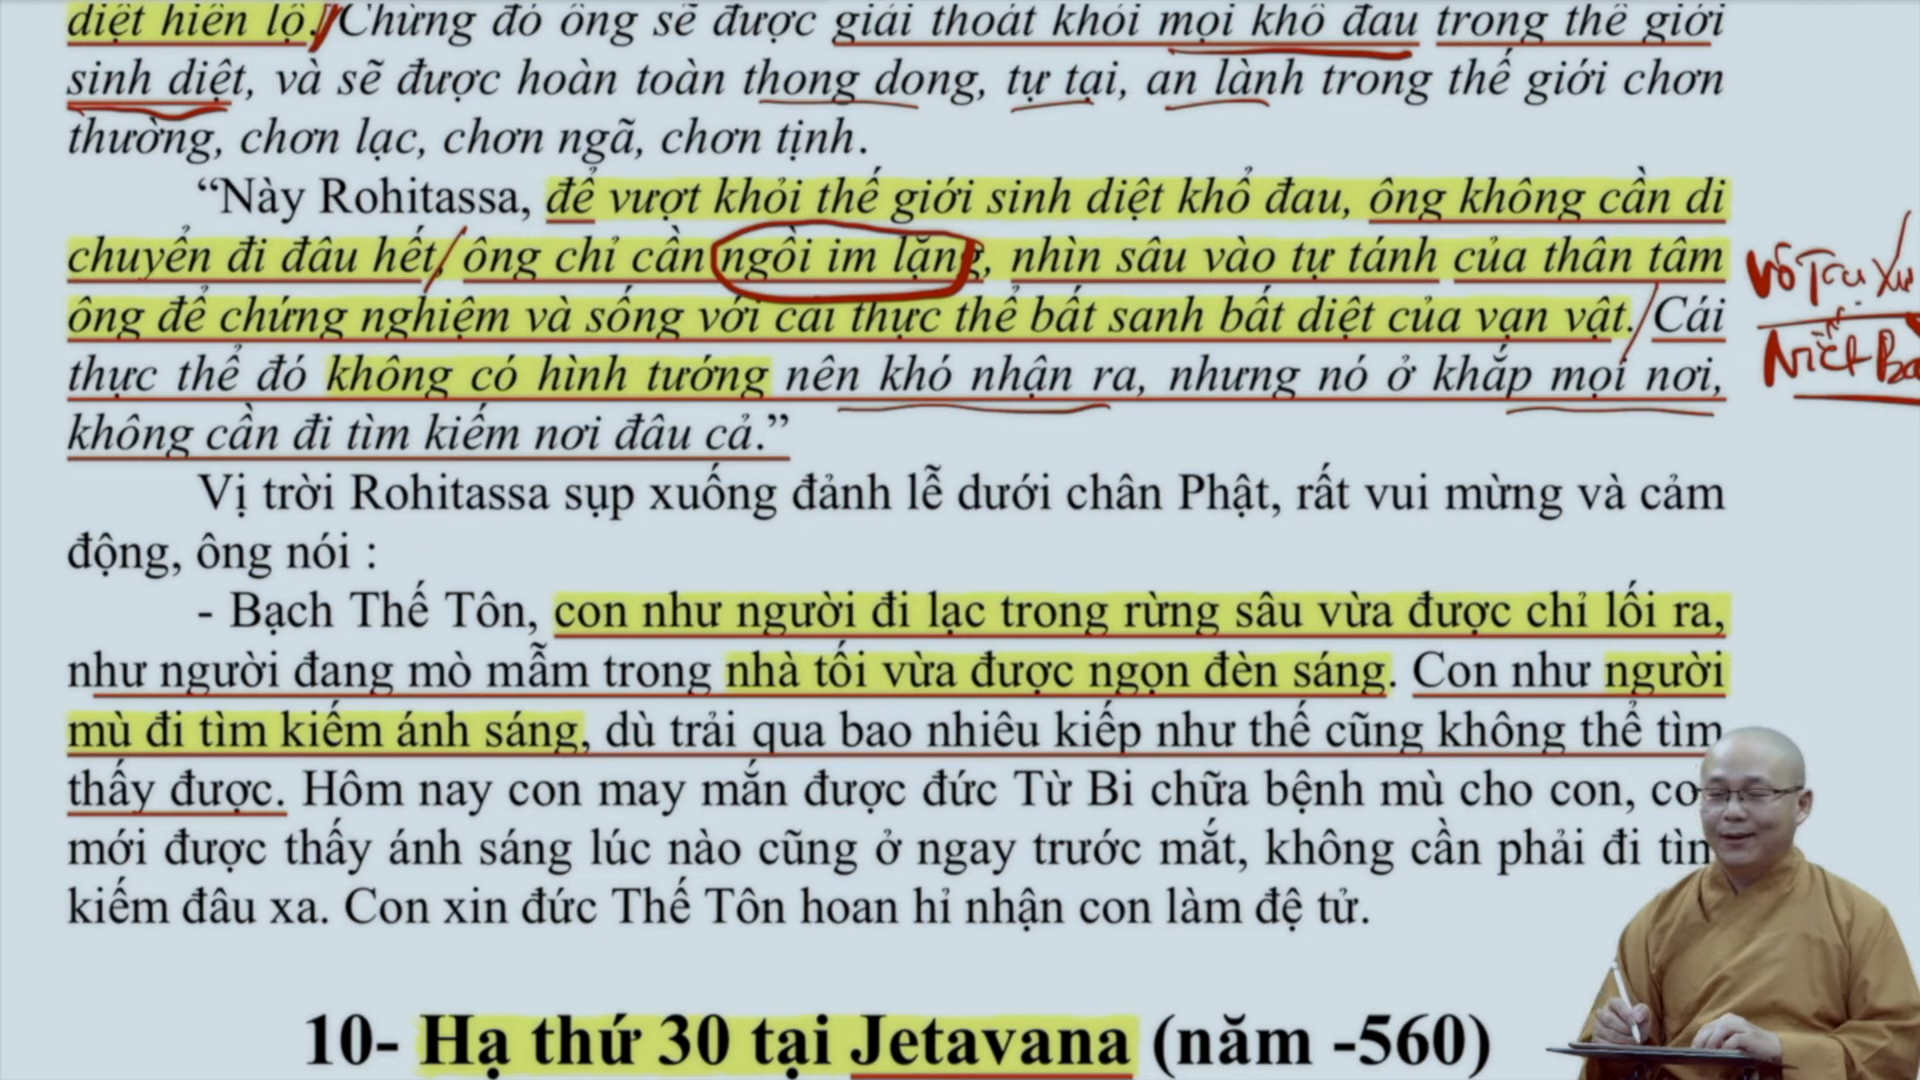 diệt hiển lộ. Chừng đó ông sẽ được giải thoát khỏi mọi khổ đau trong thế giới
sinh diệt, và sẽ được hoàn toàn thong dong, tự tại, an lành trong thế giới chơn
thường, chơn lạc, chơn ngã, chơn tịnh.
“Này Rohitassa, để vượt khỏi thế giới sinh diệt khổ đau, ông không cần di
chuyển đi đâu hết, ông chỉ cần ngồi im lặng, nhìn sâu vào tự tánh của thân tâm
ông để chứng nghiệm và sống với cái thực thể bất sanh bất diệt của vạn vật. Cái
thực thể đó không có hình tướng nên khó nhận ra, nhưng nó ở khắp mọi nơi,
không cần đi tìm kiếm nơi đâu cả.”
Niết Bà
Vị trời Rohitassa sụp xuống đảnh lễ dưới chân Phật, rất vui mừng và cảm
động, ông nói :
- Bạch Thế Tôn, con như người đi lạc trong rừng sâu vừa được chỉ lối ra,
như người đang mò mẫm trong nhà tối vừa được ngọn đèn sáng. Con như người
mù đi tìm kiếm ánh sáng, dù trải qua bao nhiêu kiếp như thế cũng không thể tìm
thấy được. Hôm nay con may mắn được đức Từ Bi chữa bệnh mù cho con, co
mới được thấy ánh sáng lúc nào cũng ở ngay trước mắt, không cần phải đi tìm
kiếm đâu xa. Con xin đức Thế Tôn hoan hỉ nhận con làm đệ tử.
10- Hạ thứ 30 tại Jetavana (năm -560)